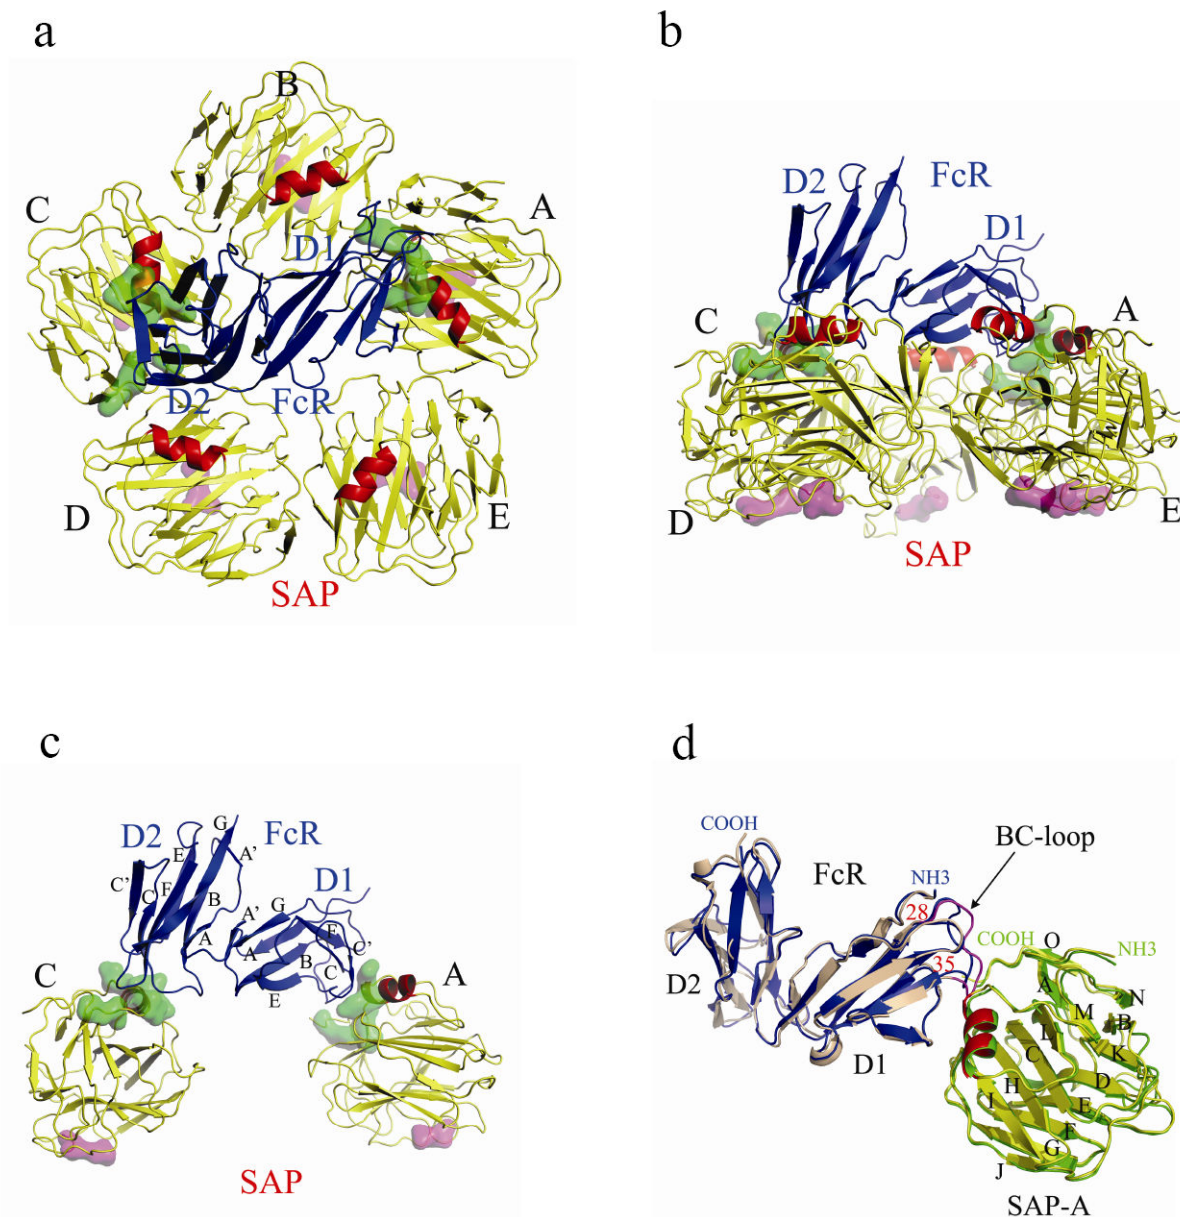 a
B
C
A
D1
D2
FcR
D
E
SAP
b
D2
FcR
D1
C
A
D
E
SAP
c
G
D2
FcR
E
A'
C'
F
C
D1
B
A'
G
A
F
A
B
C'
C
E
C
A
SAP
d
COOH
BC-loop
FcR
NH3
28
COOH
O
NH3
35
A
N
D2
M
B
L
K
C
D1
H
D
I
E
F
G
J
SAP-A